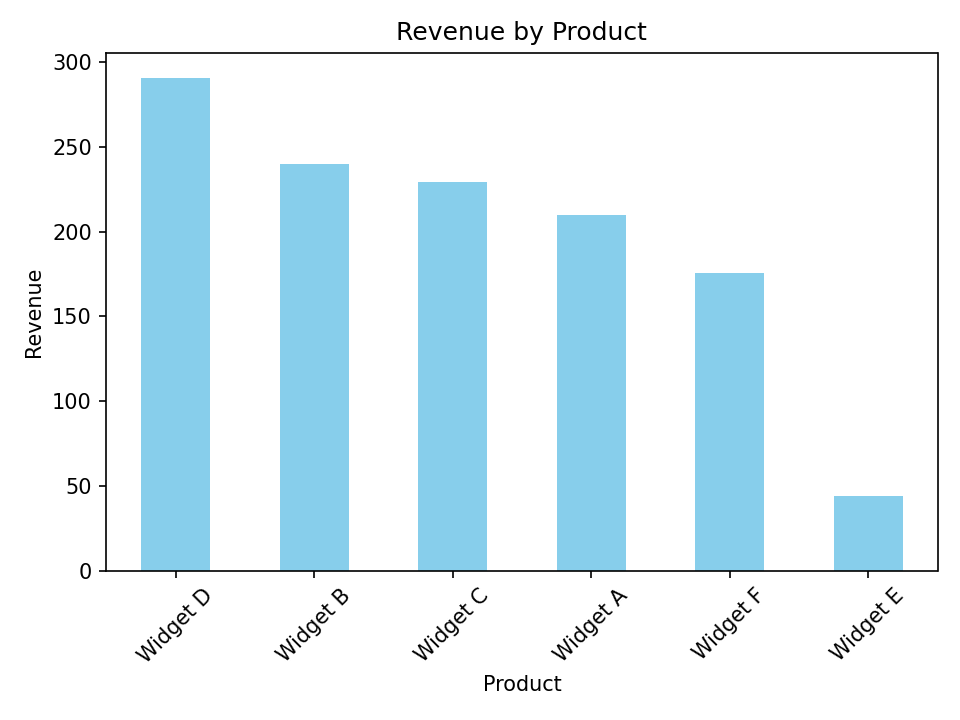 Revenue by Product
300
250
200
150
100
50
0
Revenue
Widget D
Widget B
Widget C
Widget A
Widget F
Widget E
Product